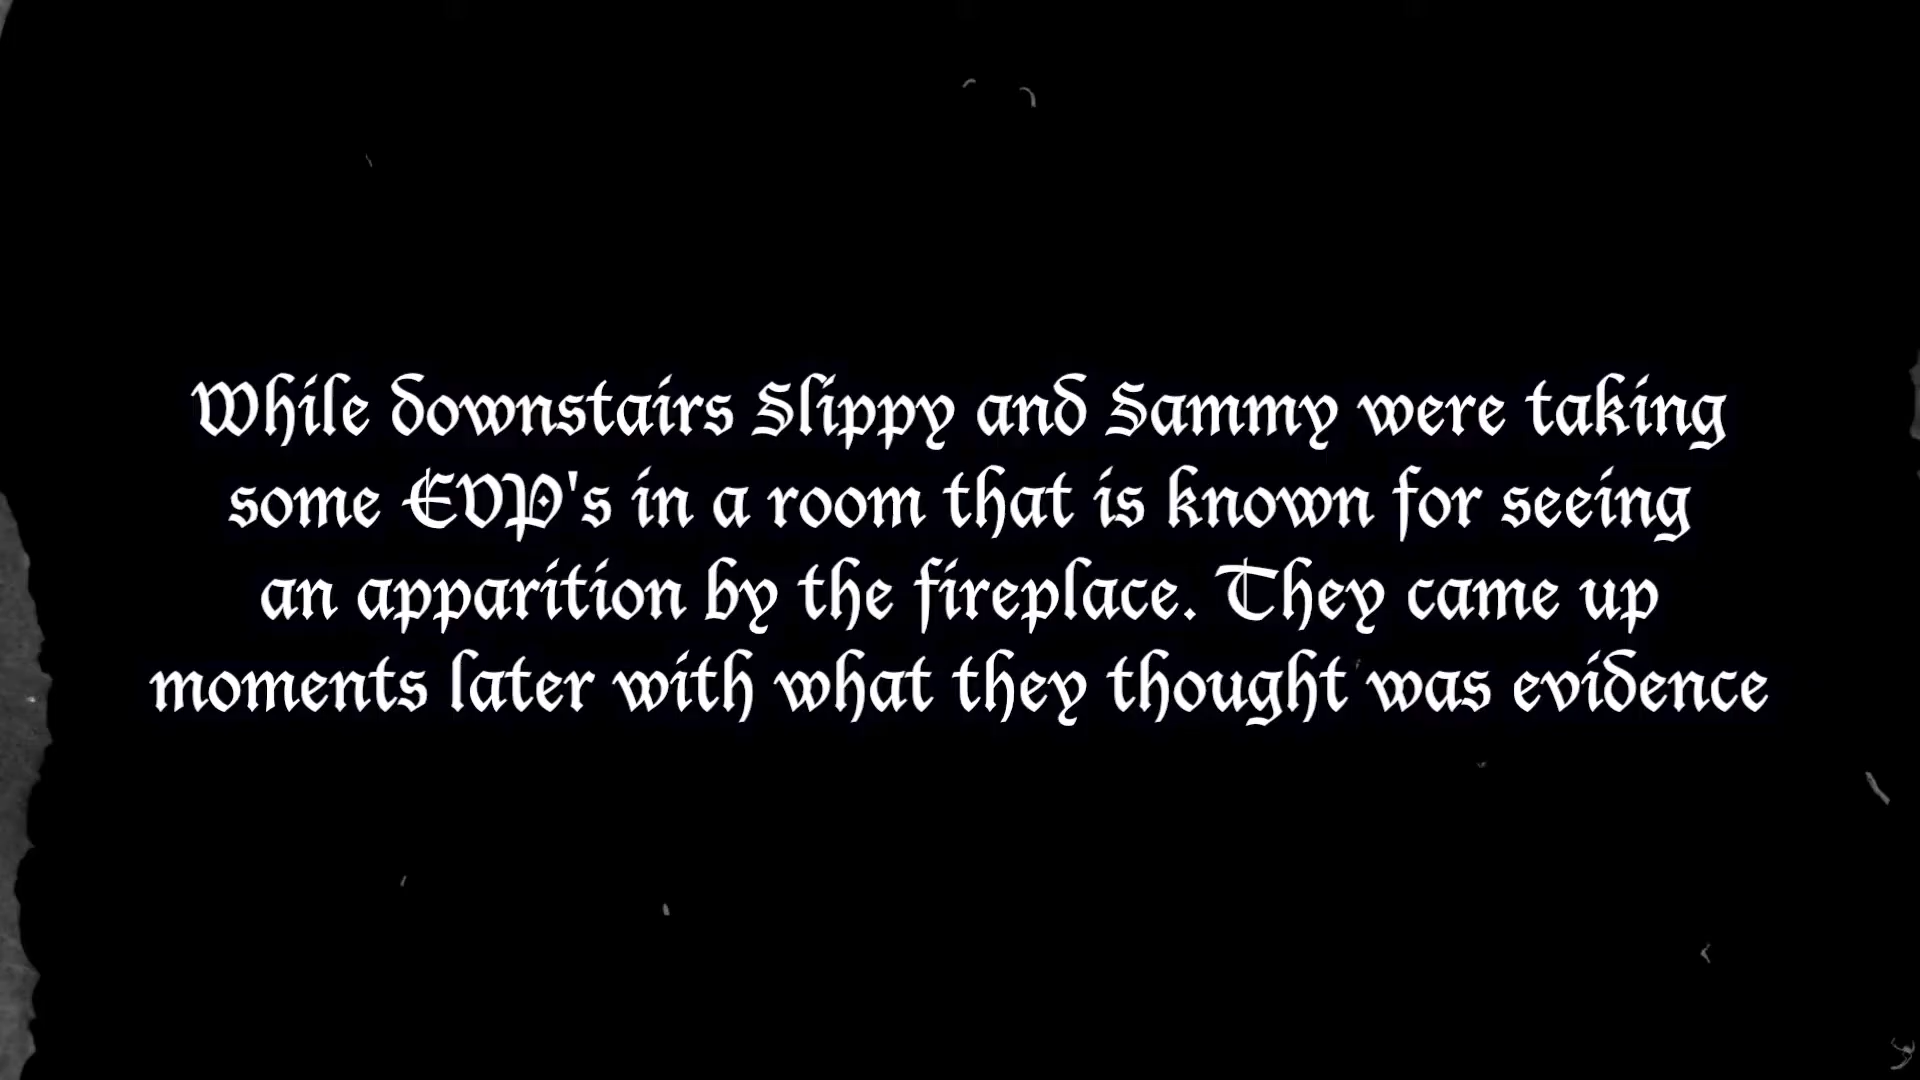 While downstairs Slippy and Sammy were taking
some EVP's in a room that is known for seeing
an apparition by the fireplace. They came up
moments later with what they thought was evidence